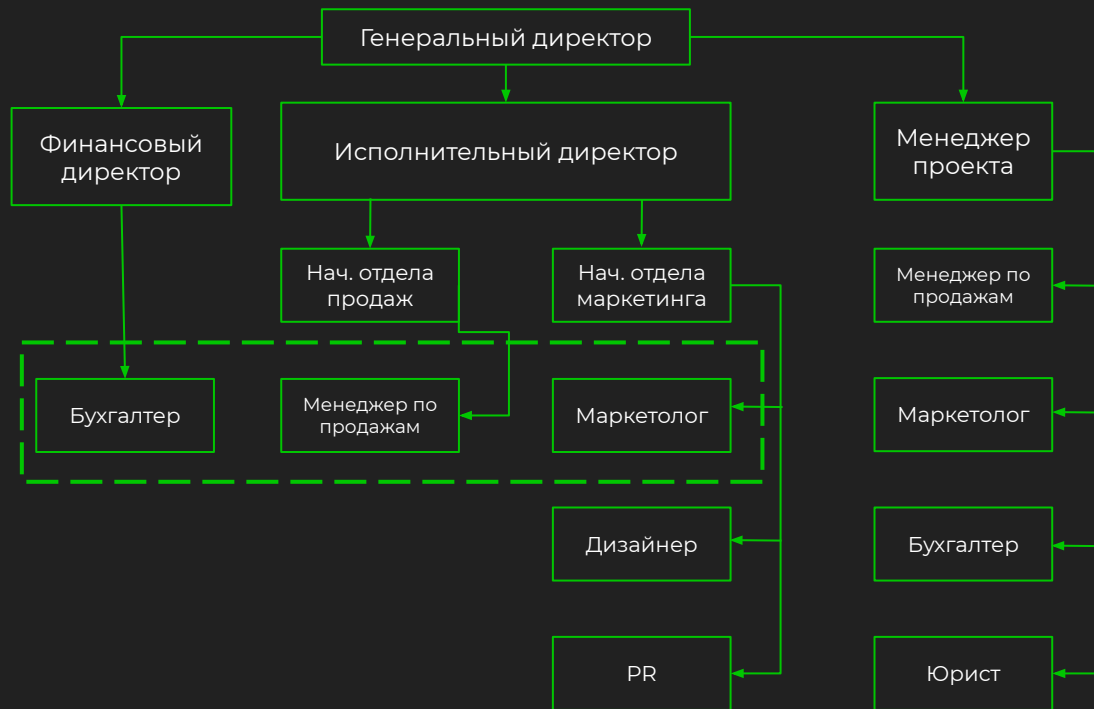 Генеральный директор
Финансовый
директор
Исполнительный директор
Менеджер
проекта
Нач. отдела
продаж
Нач. отдела
маркетинга
Менеджер по
продажам
Бухгалтер
Менеджер по
продажам
Маркетолог
Маркетолог
Дизайнер
Бухгалтер
PR
Юрист